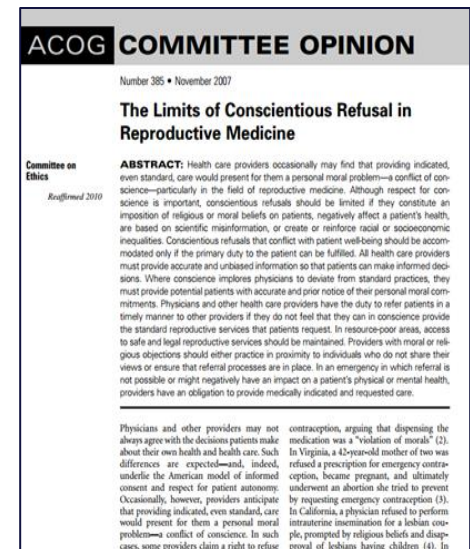 ACOG COMMITTEE OPINION
Number 385 • November 2007
The Limits of Conscientious Refusal in
Reproductive Medicine
Committee on
Ethics
Reaffirmed 2010
ABSTRACT: Health care providers occasionally may find that providing indicated,
even standard, care would present for them a personal moral problem—a conflict of con-
science—particularly in the field of reproductive medicine. Although respect for con-
science is important, conscientious refusals should be limited if they constitute an
imposition of religious or moral beliefs on patients, negatively affect a patient's health,
are based on scientific misinformation, or create or reinforce racial or socioeconomic
inequalities. Conscientious refusals that conflict with patient well-being should be accom-
modated only if the primary duty to the patient can be fulfilled. All health care providers
must provide accurate and unbiased information so that patients can make informed deci-
sions. Where conscience implores physicians to deviate from standard practices, they
must provide potential patients with accurate and prior notice of their personal moral com-
mitments. Physicians and other health care providers have the duty to refer patients in a
timely manner to other providers if they do not feel that they can in conscience provide
the standard reproductive services that patients request. In resource-poor areas, access
to safe and legal reproductive services should be maintained. Providers with moral or reli-
gious objections should either practice in proximity to individuals who do not share their
views or ensure that referral processes are in place. In an emergency in which referral is
not possible or might negatively have an impact on a patient's physical or mental health,
providers have an obligation to provide medically indicated and requested care.
Physicians and other providers may not
always agree with the decisions patients make
about their own health and health care. Such
differences are expected—and, indeed,
underlie the American model of informed
consent and respect for patient autonomy.
Occasionally, however, providers anticipate
that providing indicated, even standard, care
would present for them a personal moral
problem—a conflict of conscience. In such
cases, some providers claim a right to refuse
contraception, arguing that dispensing the
medication was a "violation of morals" (2).
In Virginia, a 42-year-old mother of two was
refused a prescription for emergency contra-
ception, became pregnant, and ultimately
underwent an abortion she tried to prevent
by requesting emergency contraception (3).
In California, a physician refused to perform
intrauterine insemination for a lesbian cou-
ple, prompted by religious beliefs and disap-
proval of lesbians having children (4). In